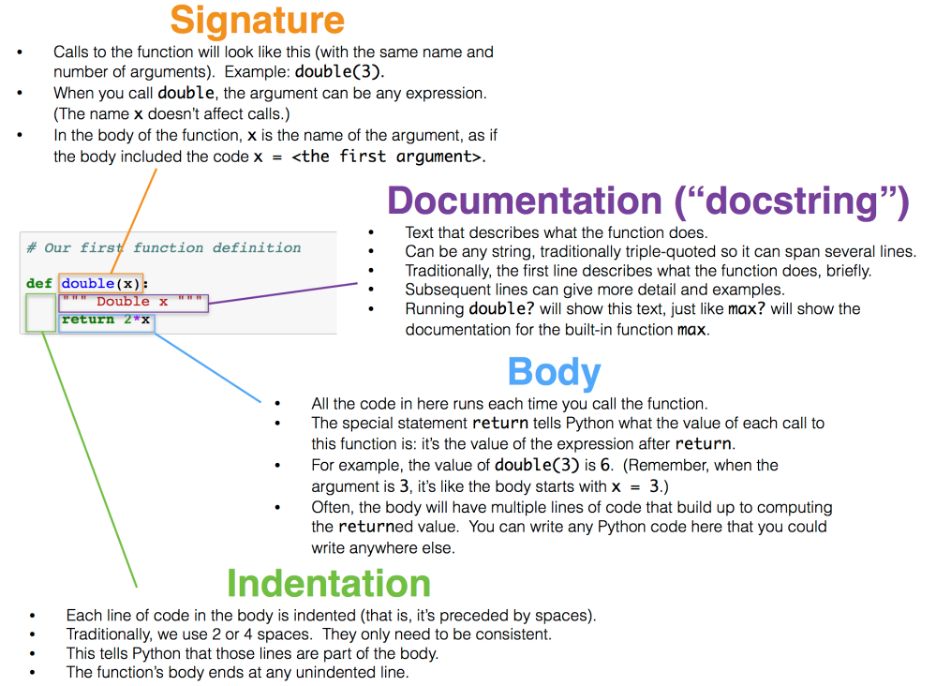 Signature
• Calls to the function will look like this (with the same name and
number of arguments).  Example: double(3).
• When you call double, the argument can be any expression.
(The name x doesn't affect calls.)
• In the body of the function, x is the name of the argument, as if
the body included the code x = <the first argument>.
Documentation (“docstring”)
• Text that describes what the function does.
• Can be any string, traditionally triple-quoted so it can span several lines.
• Traditionally, the first line describes what the function does, briefly.
• Subsequent lines can give more detail and examples.
• Running double? will show this text, just like max? will show the
documentation for the built-in function max.
# Our first function definition
def double(x):
""" Double x """
return 2*x
Body
• All the code in here runs each time you call the function.
• The special statement return tells Python what the value of each call to
this function is: it's the value of the expression after return.
• For example, the value of double(3) is 6.  (Remember, when the
argument is 3, it's like the body starts with x = 3.)
• Often, the body will have multiple lines of code that build up to computing
the returned value.  You can write any Python code here that you could
write anywhere else.
Indentation
• Each line of code in the body is indented (that is, it's preceded by spaces).
• Traditionally, we use 2 or 4 spaces.  They only need to be consistent.
• This tells Python that those lines are part of the body.
• The function's body ends at any unindented line.